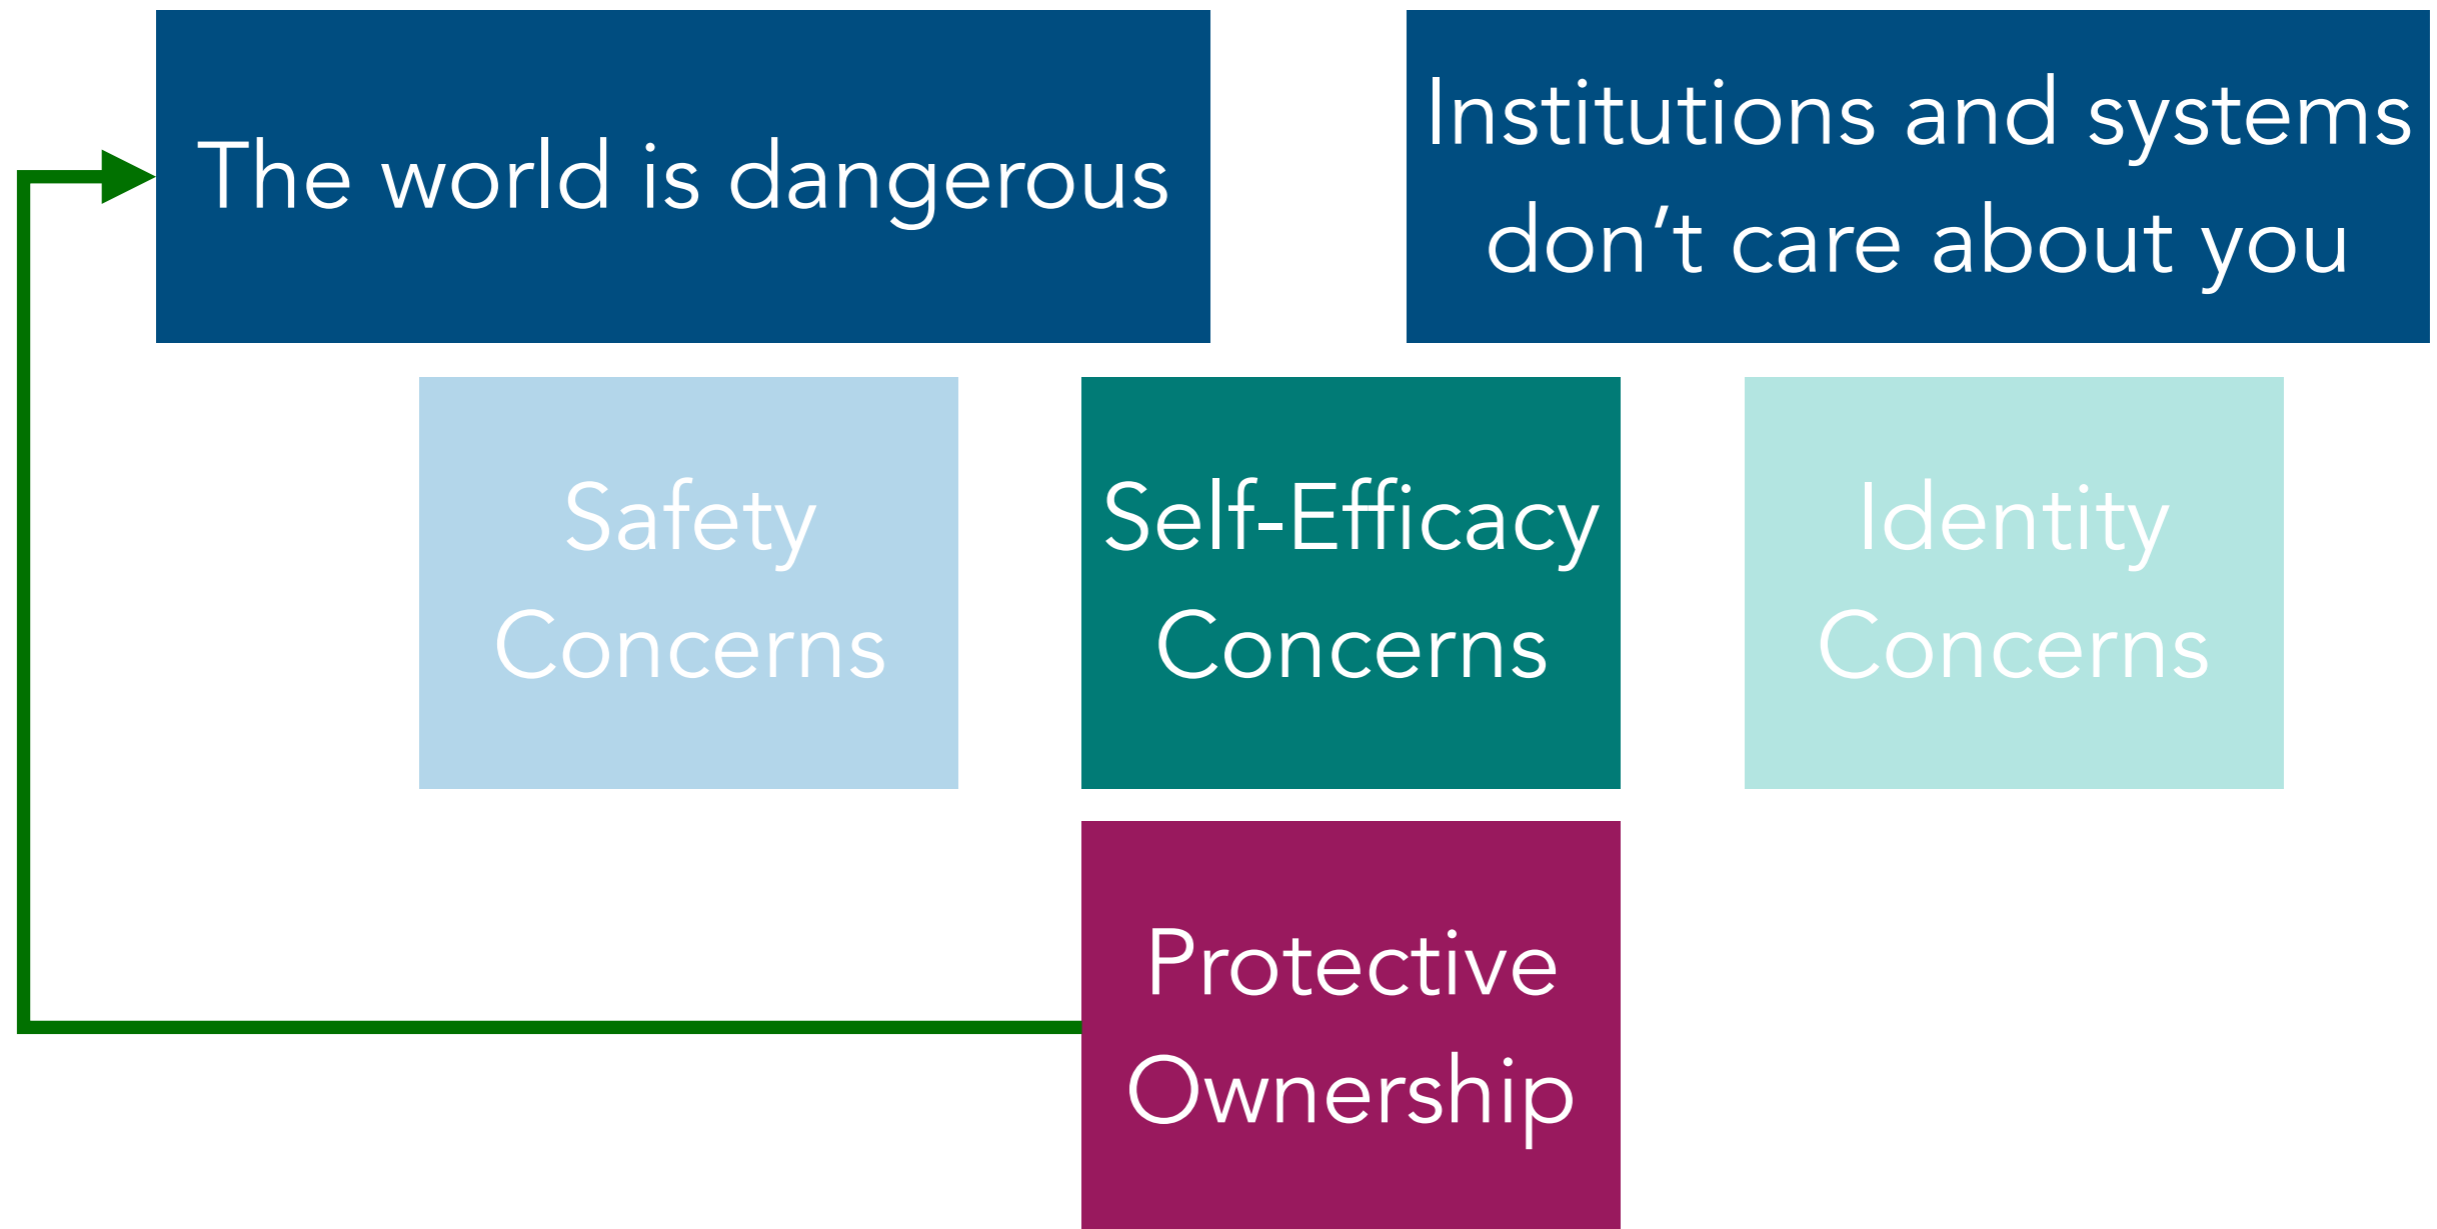 The world is dangerous
Institutions and systems
don't care about you
Safety
Concerns
Self-Efficacy
Concerns
Identity
Concerns
Protective
Ownership